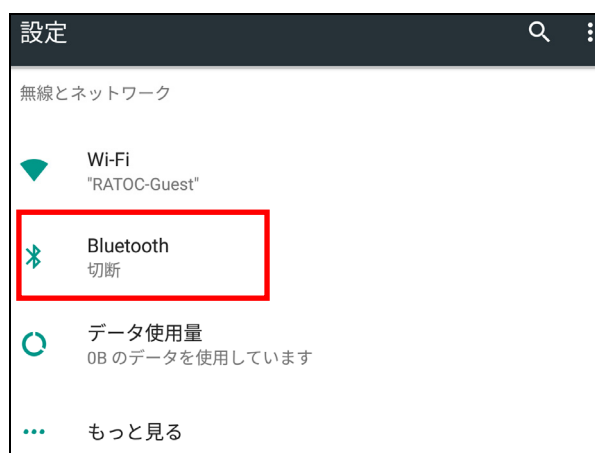 設定
無線とネットワーク
Wi-Fi
"RATOC-Guest"
Bluetooth
切断
データ使用量
0B のデータを使用しています
もっと見る